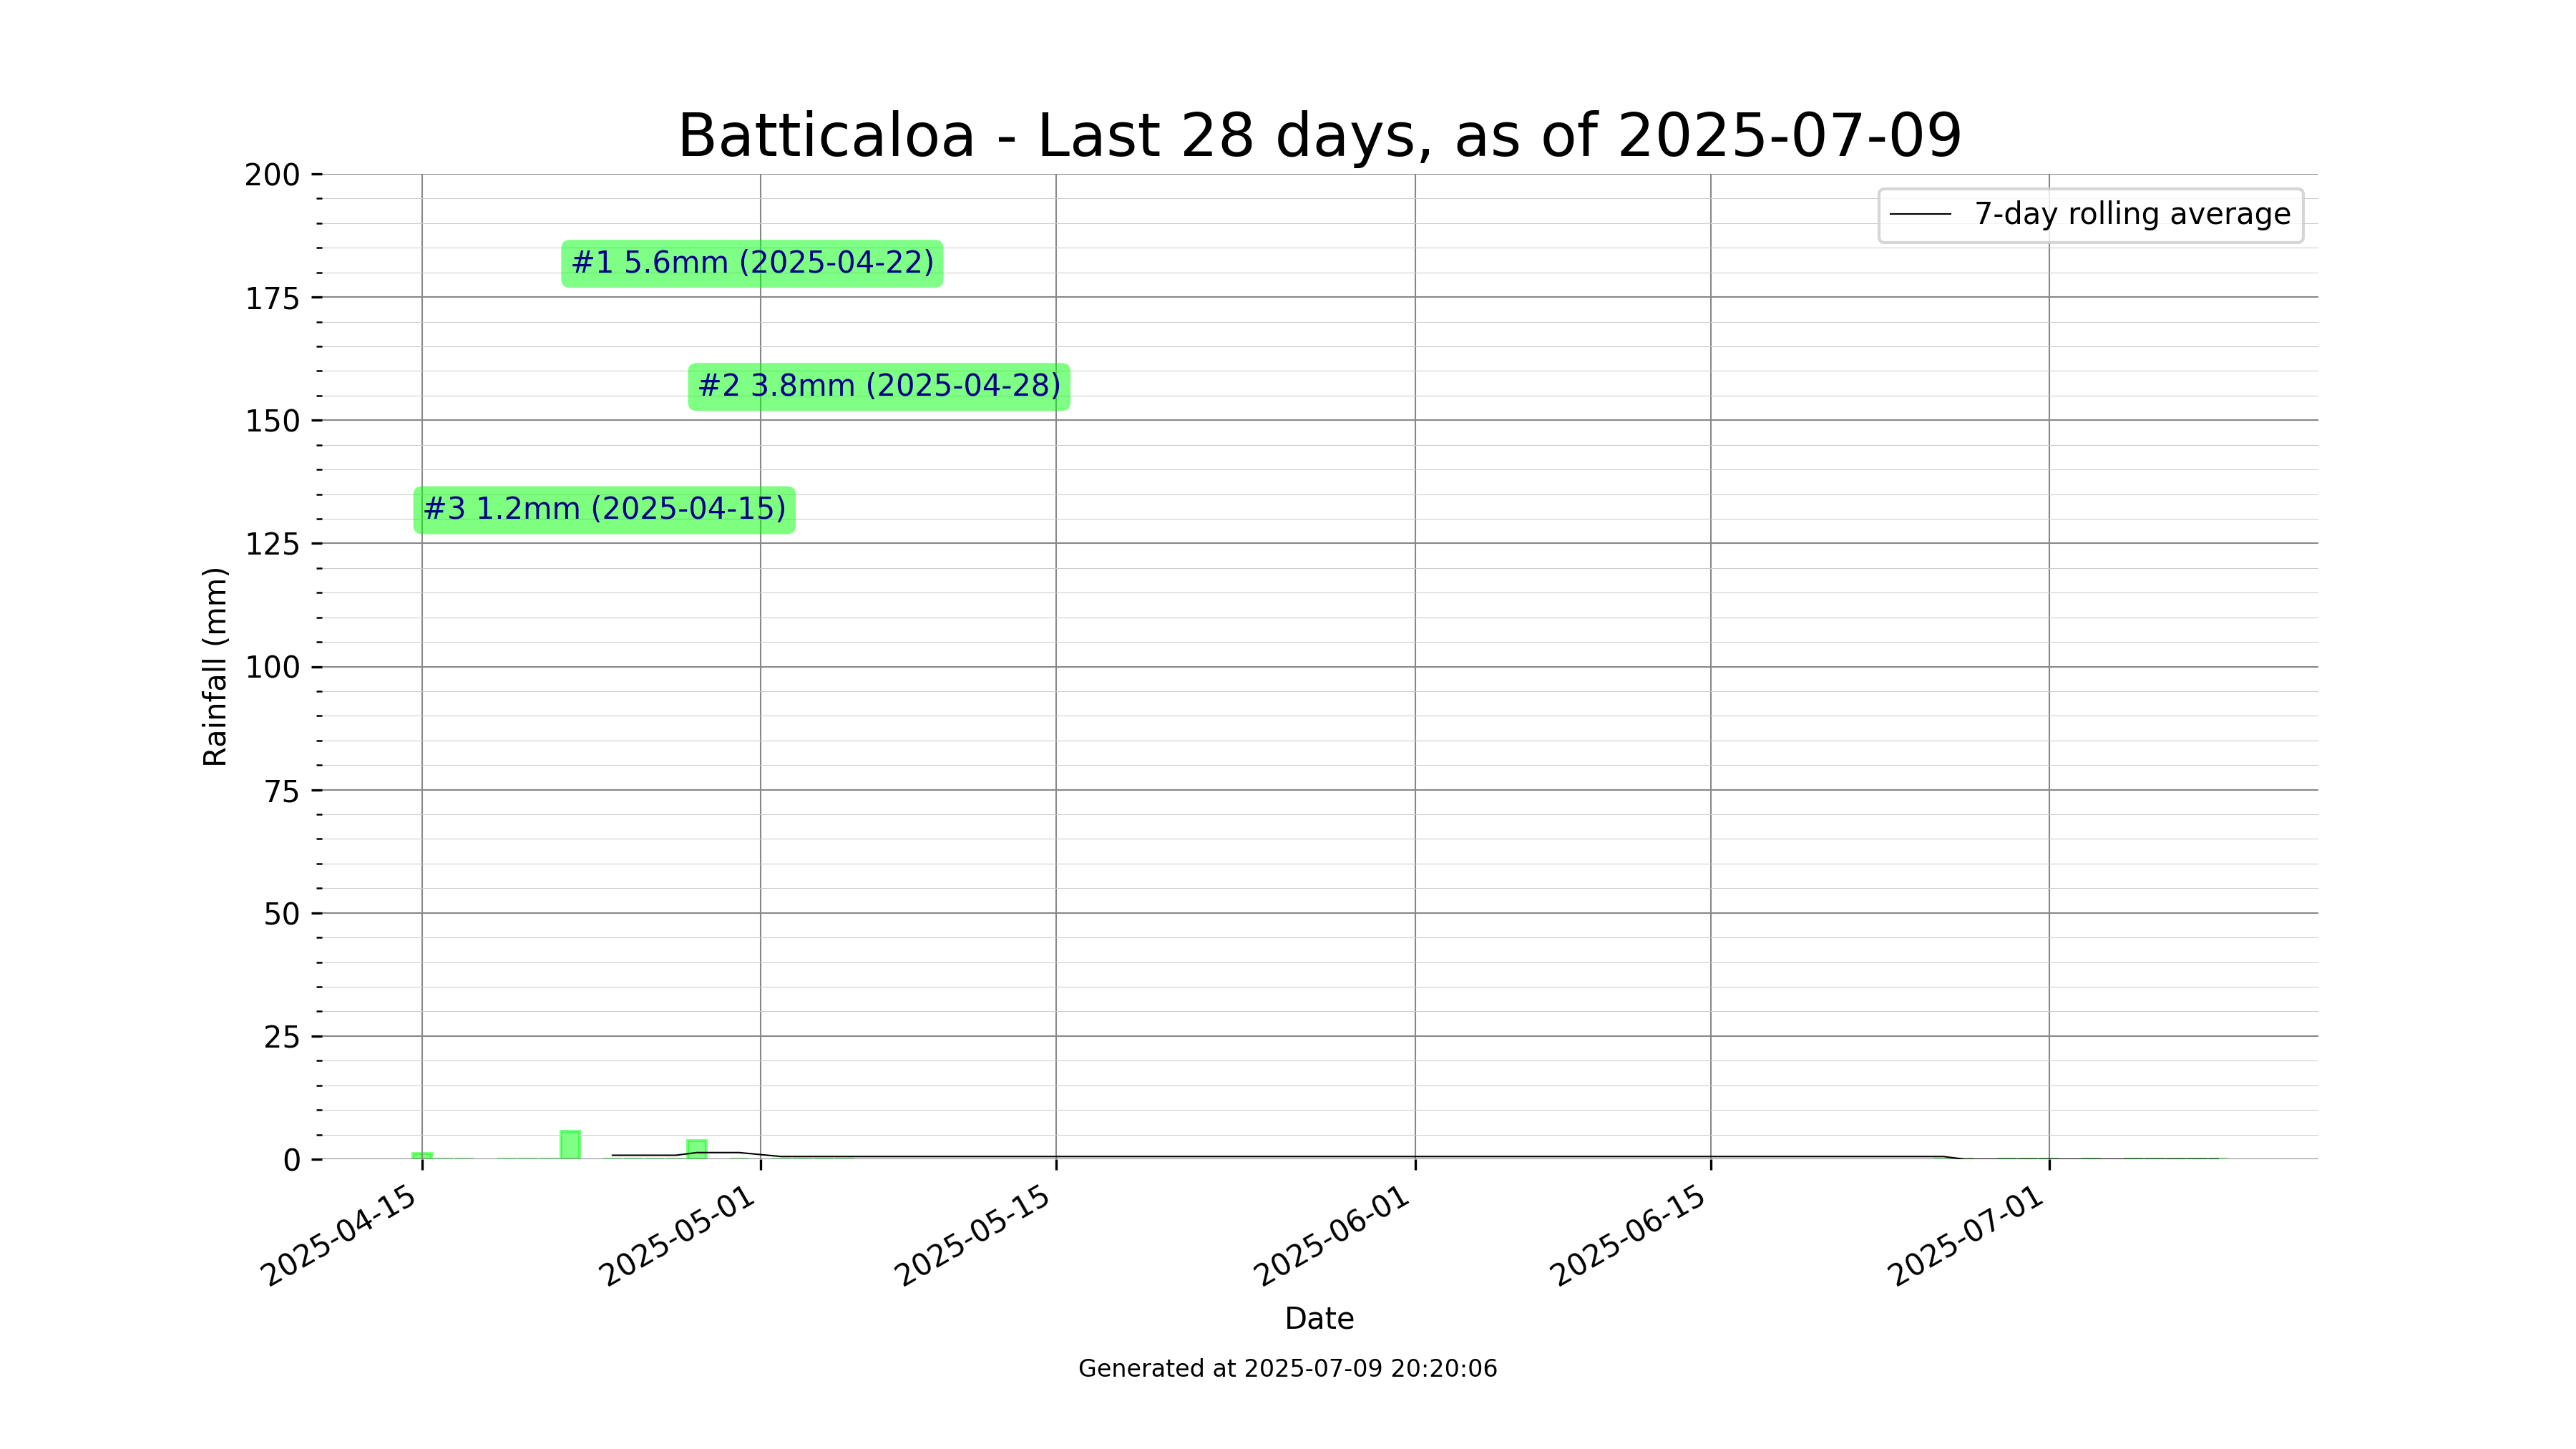 Batticaloa - Last 28 days, as of 2025-07-09
200
175
150
125
100
75
50
25
0
Rainfall (mm)
7-day rolling average
#1 5.6mm (2025-04-22)
#2 3.8mm (2025-04-28)
#3 1.2mm (2025-04-15)
2025-04-15
2025-05-01
2025-05-15
2025-06-01
2025-06-15
2025-07-01
Date
Generated at 2025-07-09 20:20:06